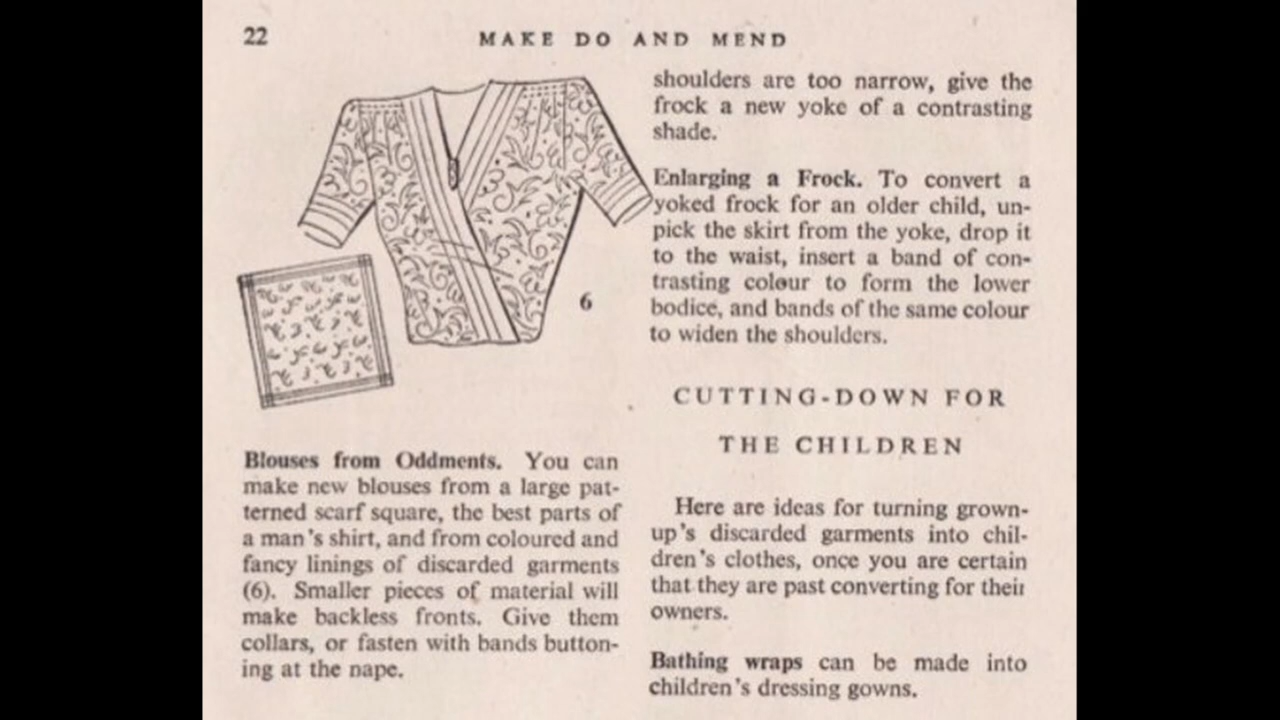 22
MAKE DO AND MEND
6
Blouses from Oddments. You can
make new blouses from a large pat-
terned scarf square, the best parts of
a man's shirt, and from coloured and
fancy linings of discarded garments
(6). Smaller pieces of material will
make backless fronts. Give them
collars, or fasten with bands button-
ing at the nape.
shoulders are too narrow, give the
frock a new yoke of a contrasting
shade.
Enlarging a Frock. To convert a
yoked frock for an older child, un-
pick the skirt from the yoke, drop it
to the waist, insert a band of con-
trasting colour to form the lower
bodice, and bands of the same colour
to widen the shoulders.
CUTTING-DOWN FOR
THE CHILDREN
Here are ideas for turning grown-
up's discarded garments into chil-
dren's clothes, once you are certain
that they are past converting for their
owners.
Bathing wraps can be made into
children's dressing gowns.